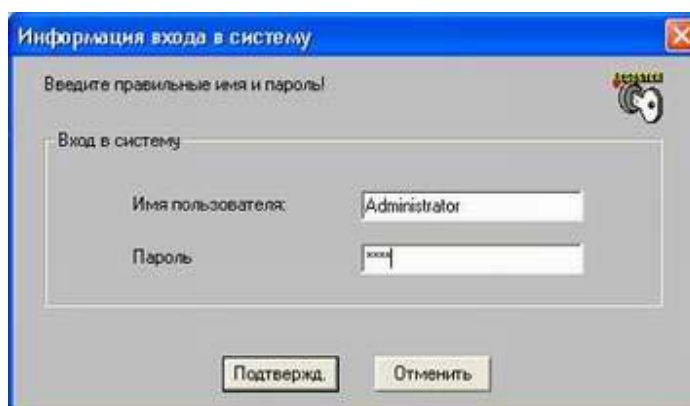 Информация входа в систему
Введите правильные имя и пароль!
Вход в систему
Имя пользователя:
Administrator
Пароль
****
Подтвержд.
Отменить